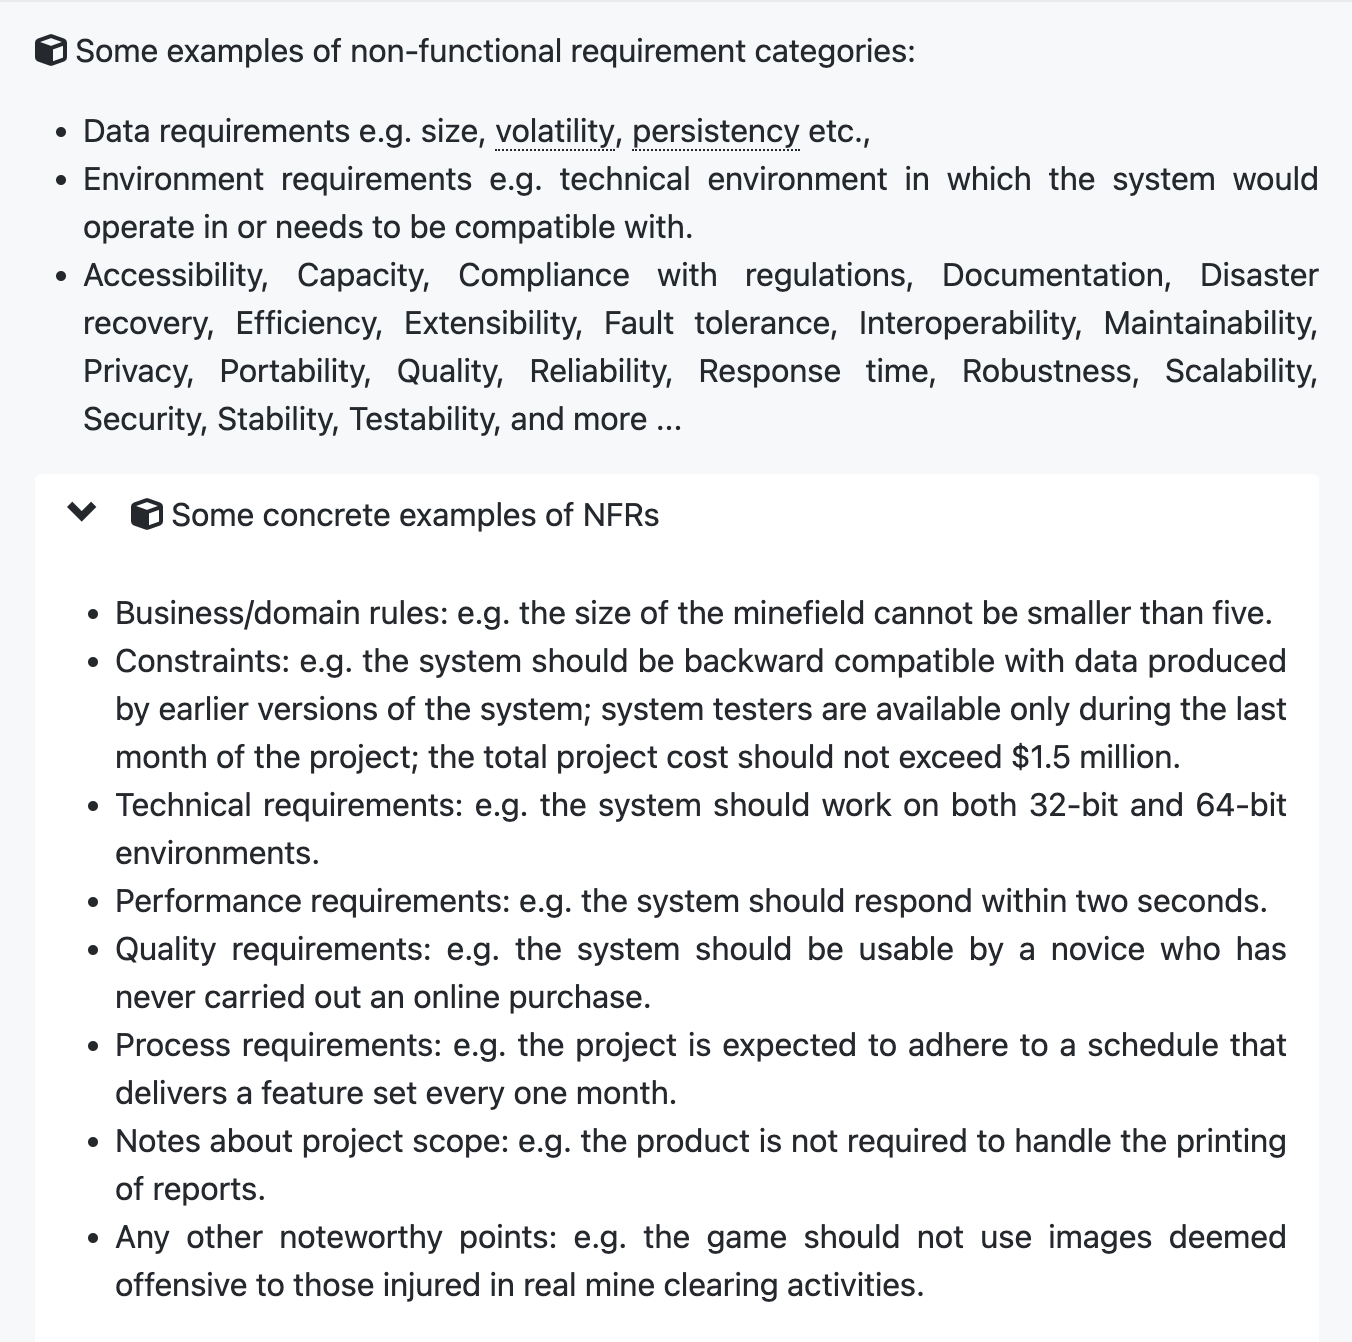 Some examples of non-functional requirement categories:
• Data requirements e.g. size, volatility, persistency etc.,
• Environment requirements e.g. technical environment in which the system would
operate in or needs to be compatible with.
• Accessibility, Capacity, Compliance with regulations, Documentation, Disaster
recovery, Efficiency, Extensibility, Fault tolerance, Interoperability, Maintainability,
Privacy, Portability, Quality, Reliability, Response time, Robustness, Scalability,
Security, Stability, Testability, and more ...
Some concrete examples of NFRs
• Business/domain rules: e.g. the size of the minefield cannot be smaller than five.
• Constraints: e.g. the system should be backward compatible with data produced
by earlier versions of the system; system testers are available only during the last
month of the project; the total project cost should not exceed $1.5 million.
• Technical requirements: e.g. the system should work on both 32-bit and 64-bit
environments.
• Performance requirements: e.g. the system should respond within two seconds.
• Quality requirements: e.g. the system should be usable by a novice who has
never carried out an online purchase.
• Process requirements: e.g. the project is expected to adhere to a schedule that
delivers a feature set every one month.
• Notes about project scope: e.g. the product is not required to handle the printing
of reports.
• Any other noteworthy points: e.g. the game should not use images deemed
offensive to those injured in real mine clearing activities.